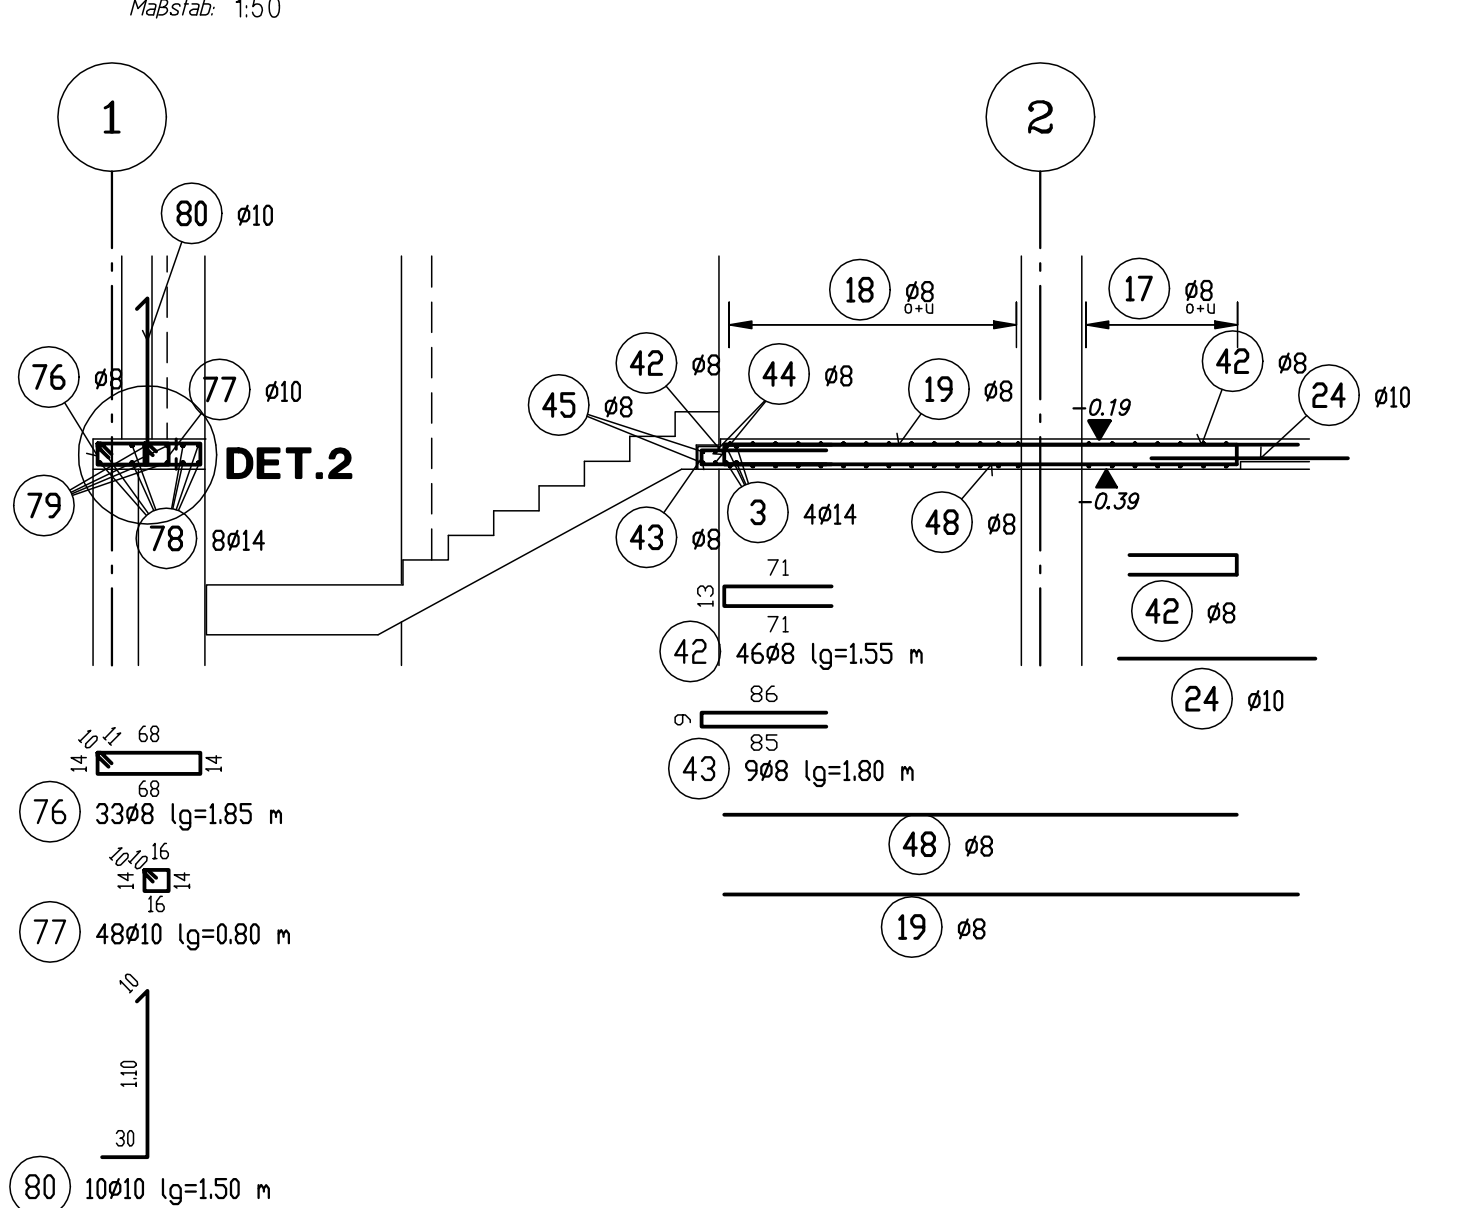 Maßstab: 1:50
1
2
80 ø10
18 ø8
o+u
17 ø8
o+u
76 ø8
77 ø10
42 ø8
44 ø8
19 ø8
42 ø8
24 ø10
45 ø8
-0.19
DET.2
79
78 8ø14
43 ø8
3 4ø14
48 ø8
-0.39
71
13
71
42 46ø8 lg=1.55 m
42 ø8
24 ø10
86
9
85
43 9ø8 lg=1.80 m
10 11 68
14 14
68
76 33ø8 lg=1.85 m
48 ø8
10 10 16
14 14
16
77 48ø10 lg=0.80 m
19 ø8
10
1.10
30
80 10ø10 lg=1.50 m